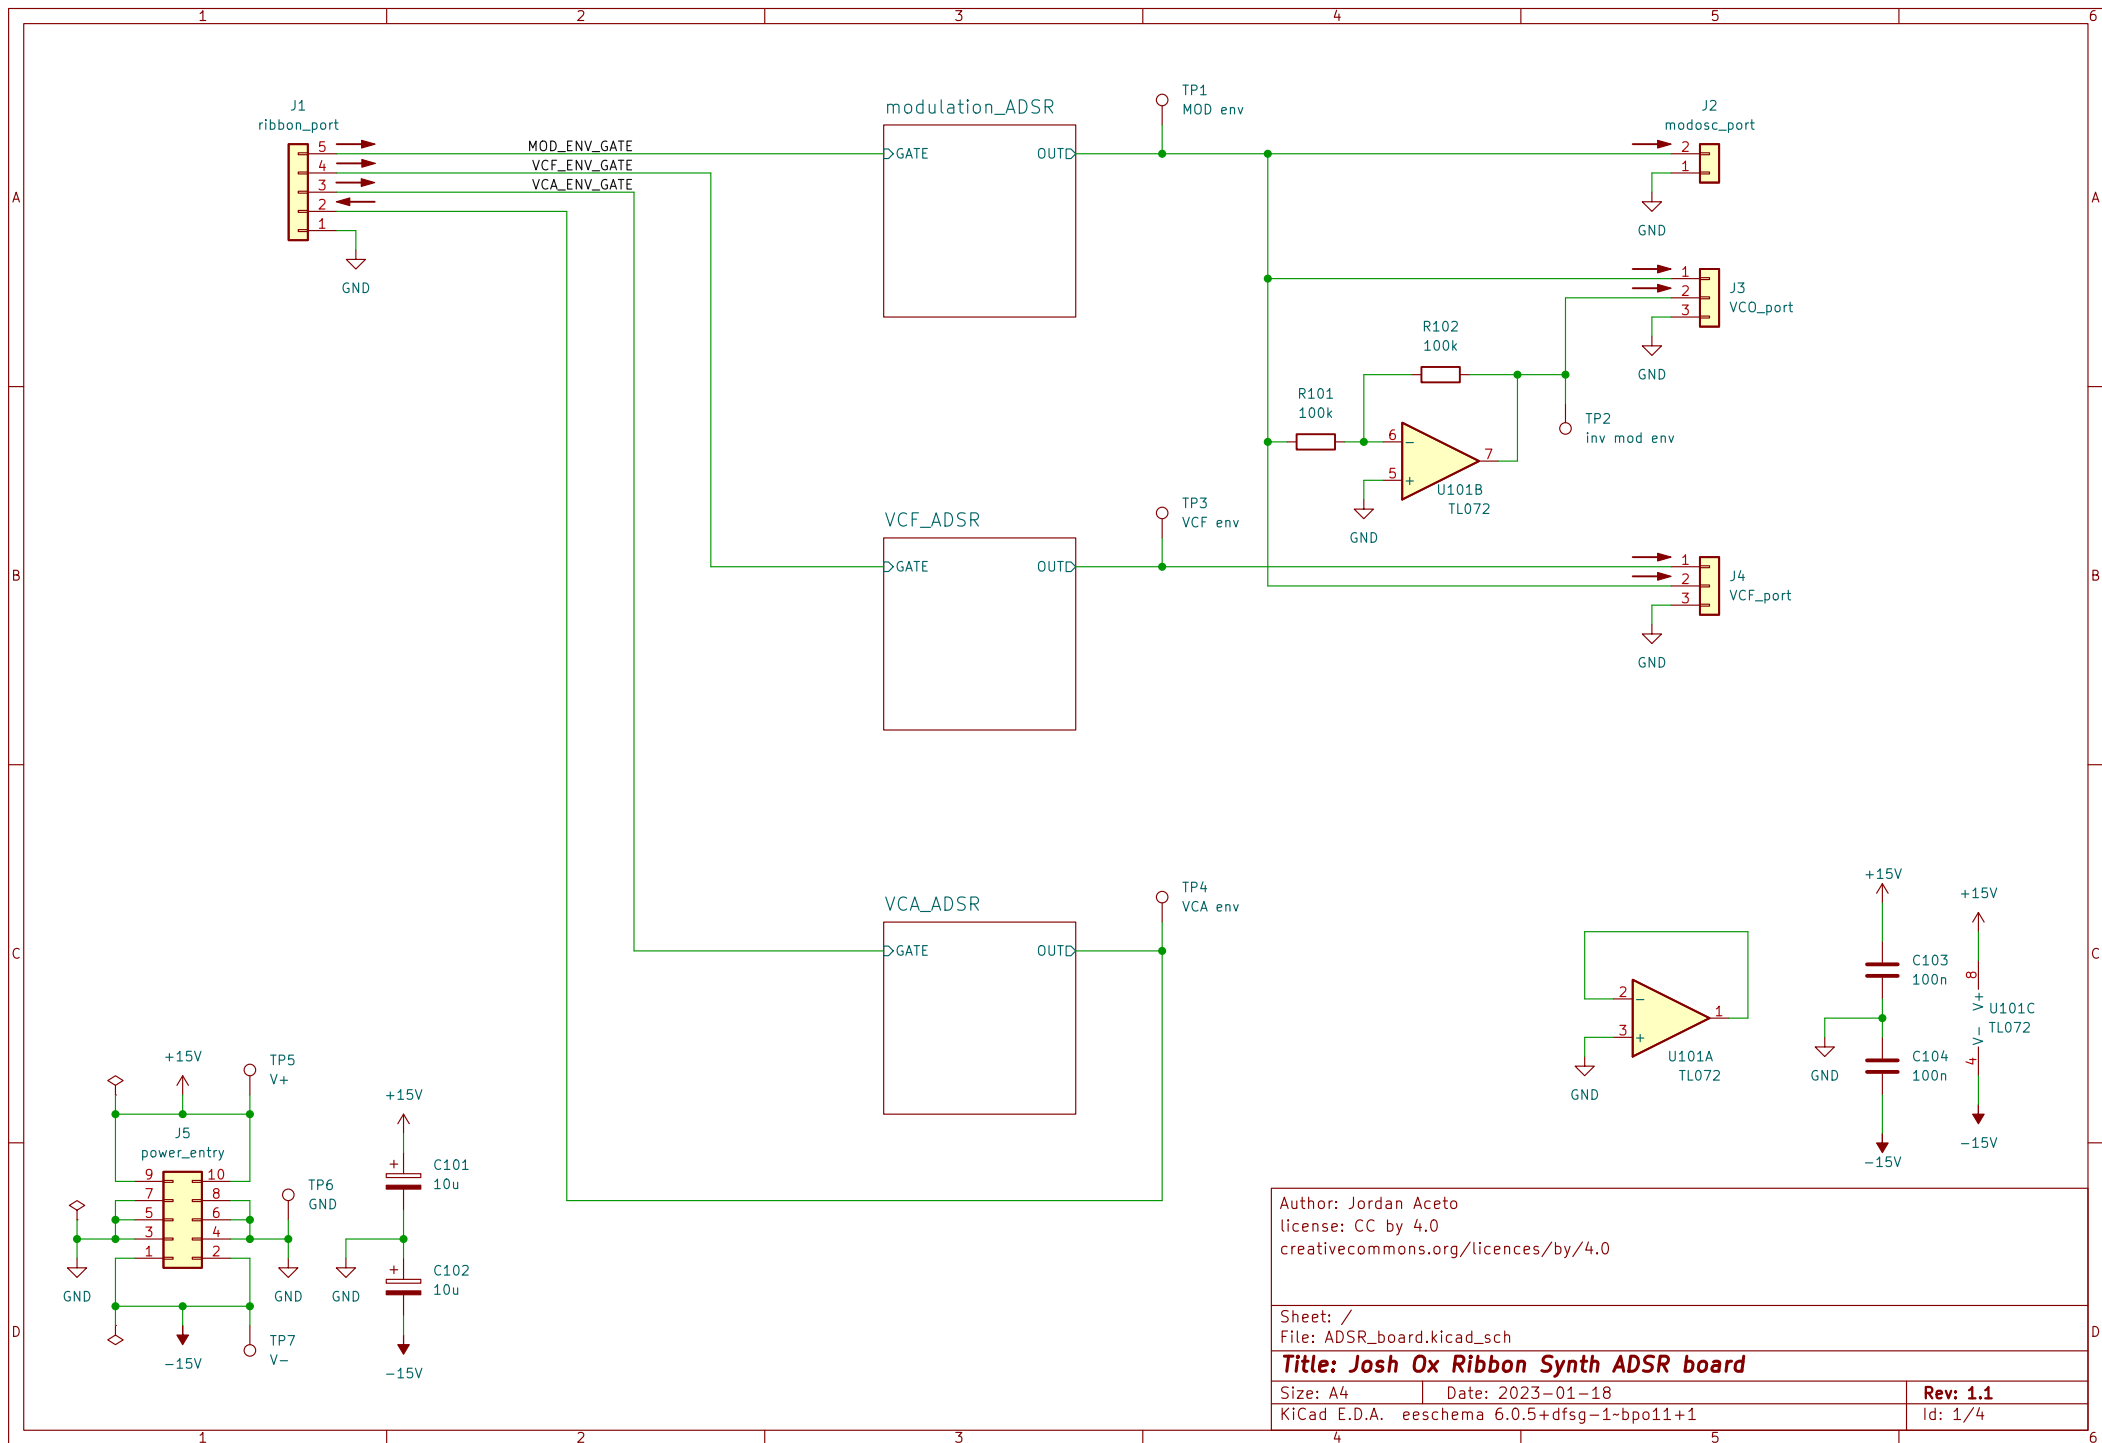 1 2 3 4 5 6
A
B
C
D
A
B
C
D
1 2 3 4 5 6
J1
ribbon_port
5
4
3
2
1
GND
MOD_ENV_GATE
VCF_ENV_GATE
VCA_ENV_GATE
modulation_ADSR
GATE OUT
TP1
MOD env
J2
modosc_port
2
1
GND
1
2
3
J3
VCO_port
GND
R102
100k
R101
100k
6
5
7
-
+
U101B
TL072
GND
TP2
inv mod env
VCF_ADSR
GATE OUT
TP3
VCF env
1
2
3
J4
VCF_port
GND
VCA_ADSR
GATE OUT
TP4
VCA env
2
3
1
-
+
U101A
TL072
GND
+15V
C103
100n
GND
C104
100n
-15V
+15V
8
V+
U101C
TL072
V-
4
-15V
+15V
TP5
V+
J5
power_entry
9 10
7 8
5 6
3 4
1 2
TP6
GND
GND
GND
-15V
TP7
V-
+15V
+
C101
10u
GND
+
C102
10u
-15V
Author: Jordan Aceto
license: CC by 4.0
creativecommons.org/licences/by/4.0
Sheet: /
File: ADSR_board.kicad_sch
Title: Josh Ox Ribbon Synth ADSR board
Size: A4 Date: 2023-01-18 Rev: 1.1
KiCad E.D.A. eeschema 6.0.5+dfsg-1~bpo11+1 Id: 1/4